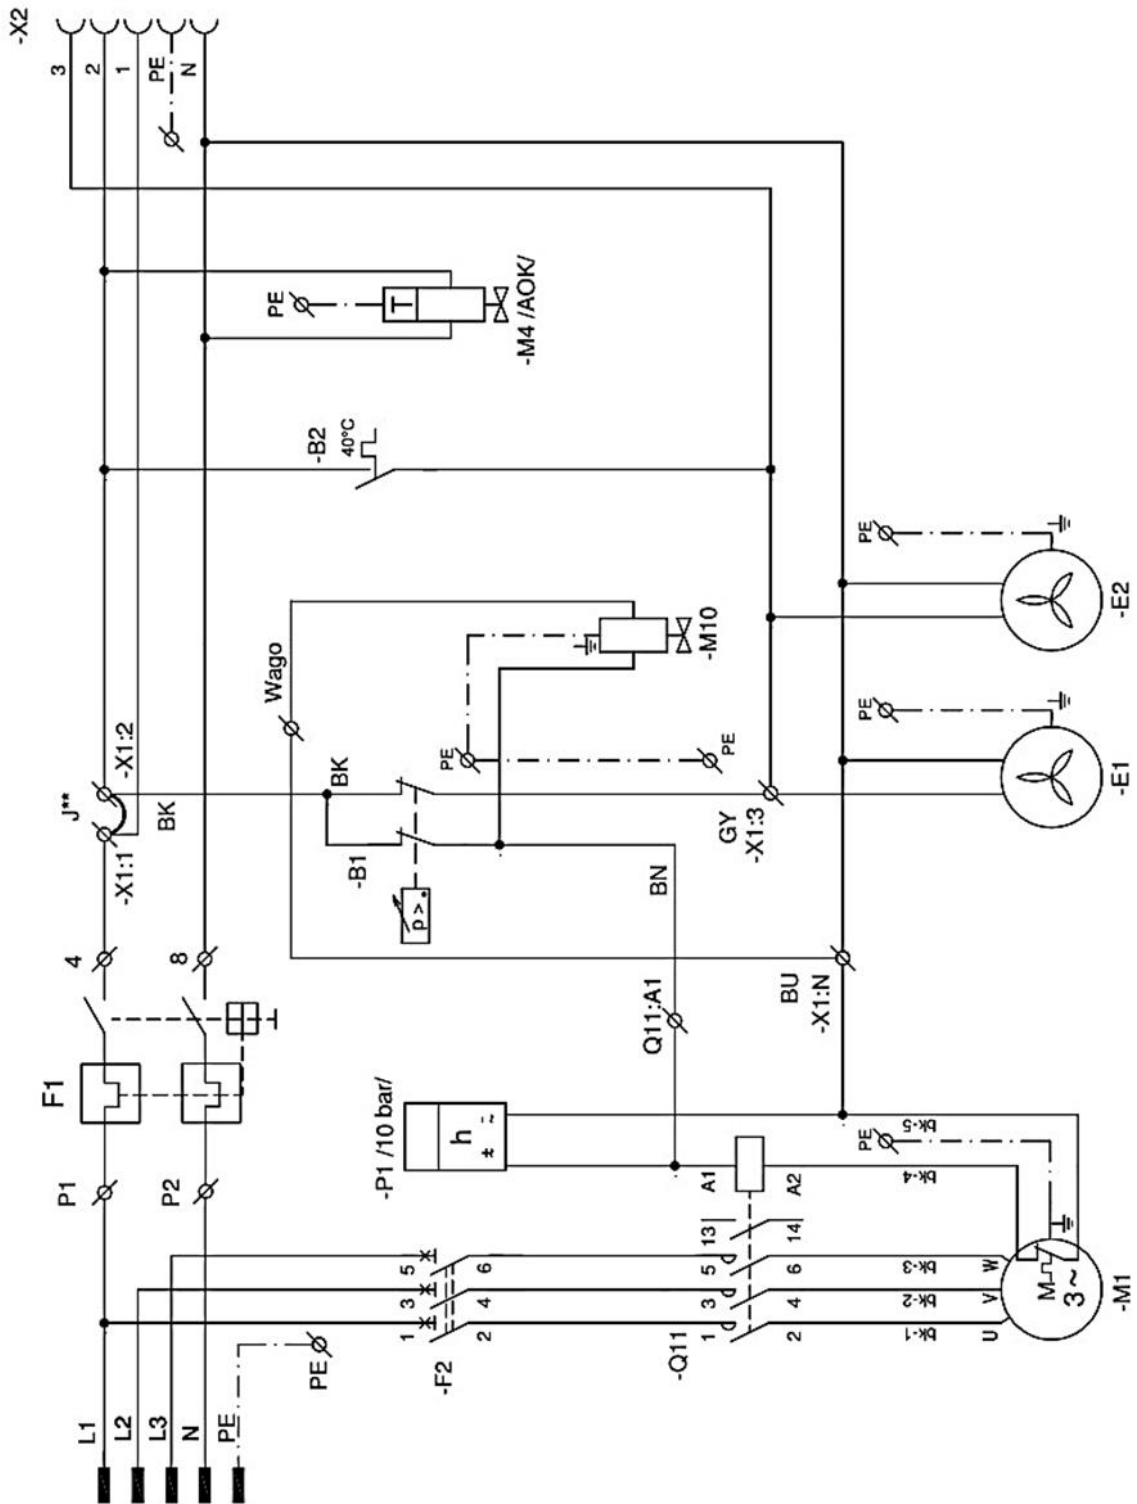 L1
L2
L3
N
PE
PE
P1
P2
F1
4
8
-X1:1
J**
-X1:2
BK
-X2
3
2
1
PE
N
PE
T
-M4 /AOK/
-B2
40°C
Wago
PE
PE
-M10
BK
-B1
p >
GY
-X1:3
BN
Q11:A1
BU
-X1:N
PE
PE
-E1
-E2
-P1 /10 bar/
h
-F2
1 3 5
2 4 6
-Q11
1 3 5 13 A1
2 4 6 14 A2
bk-1
bk-2
bk-3
bk-4
bk-5
PE
U V W
M
3~
-M1